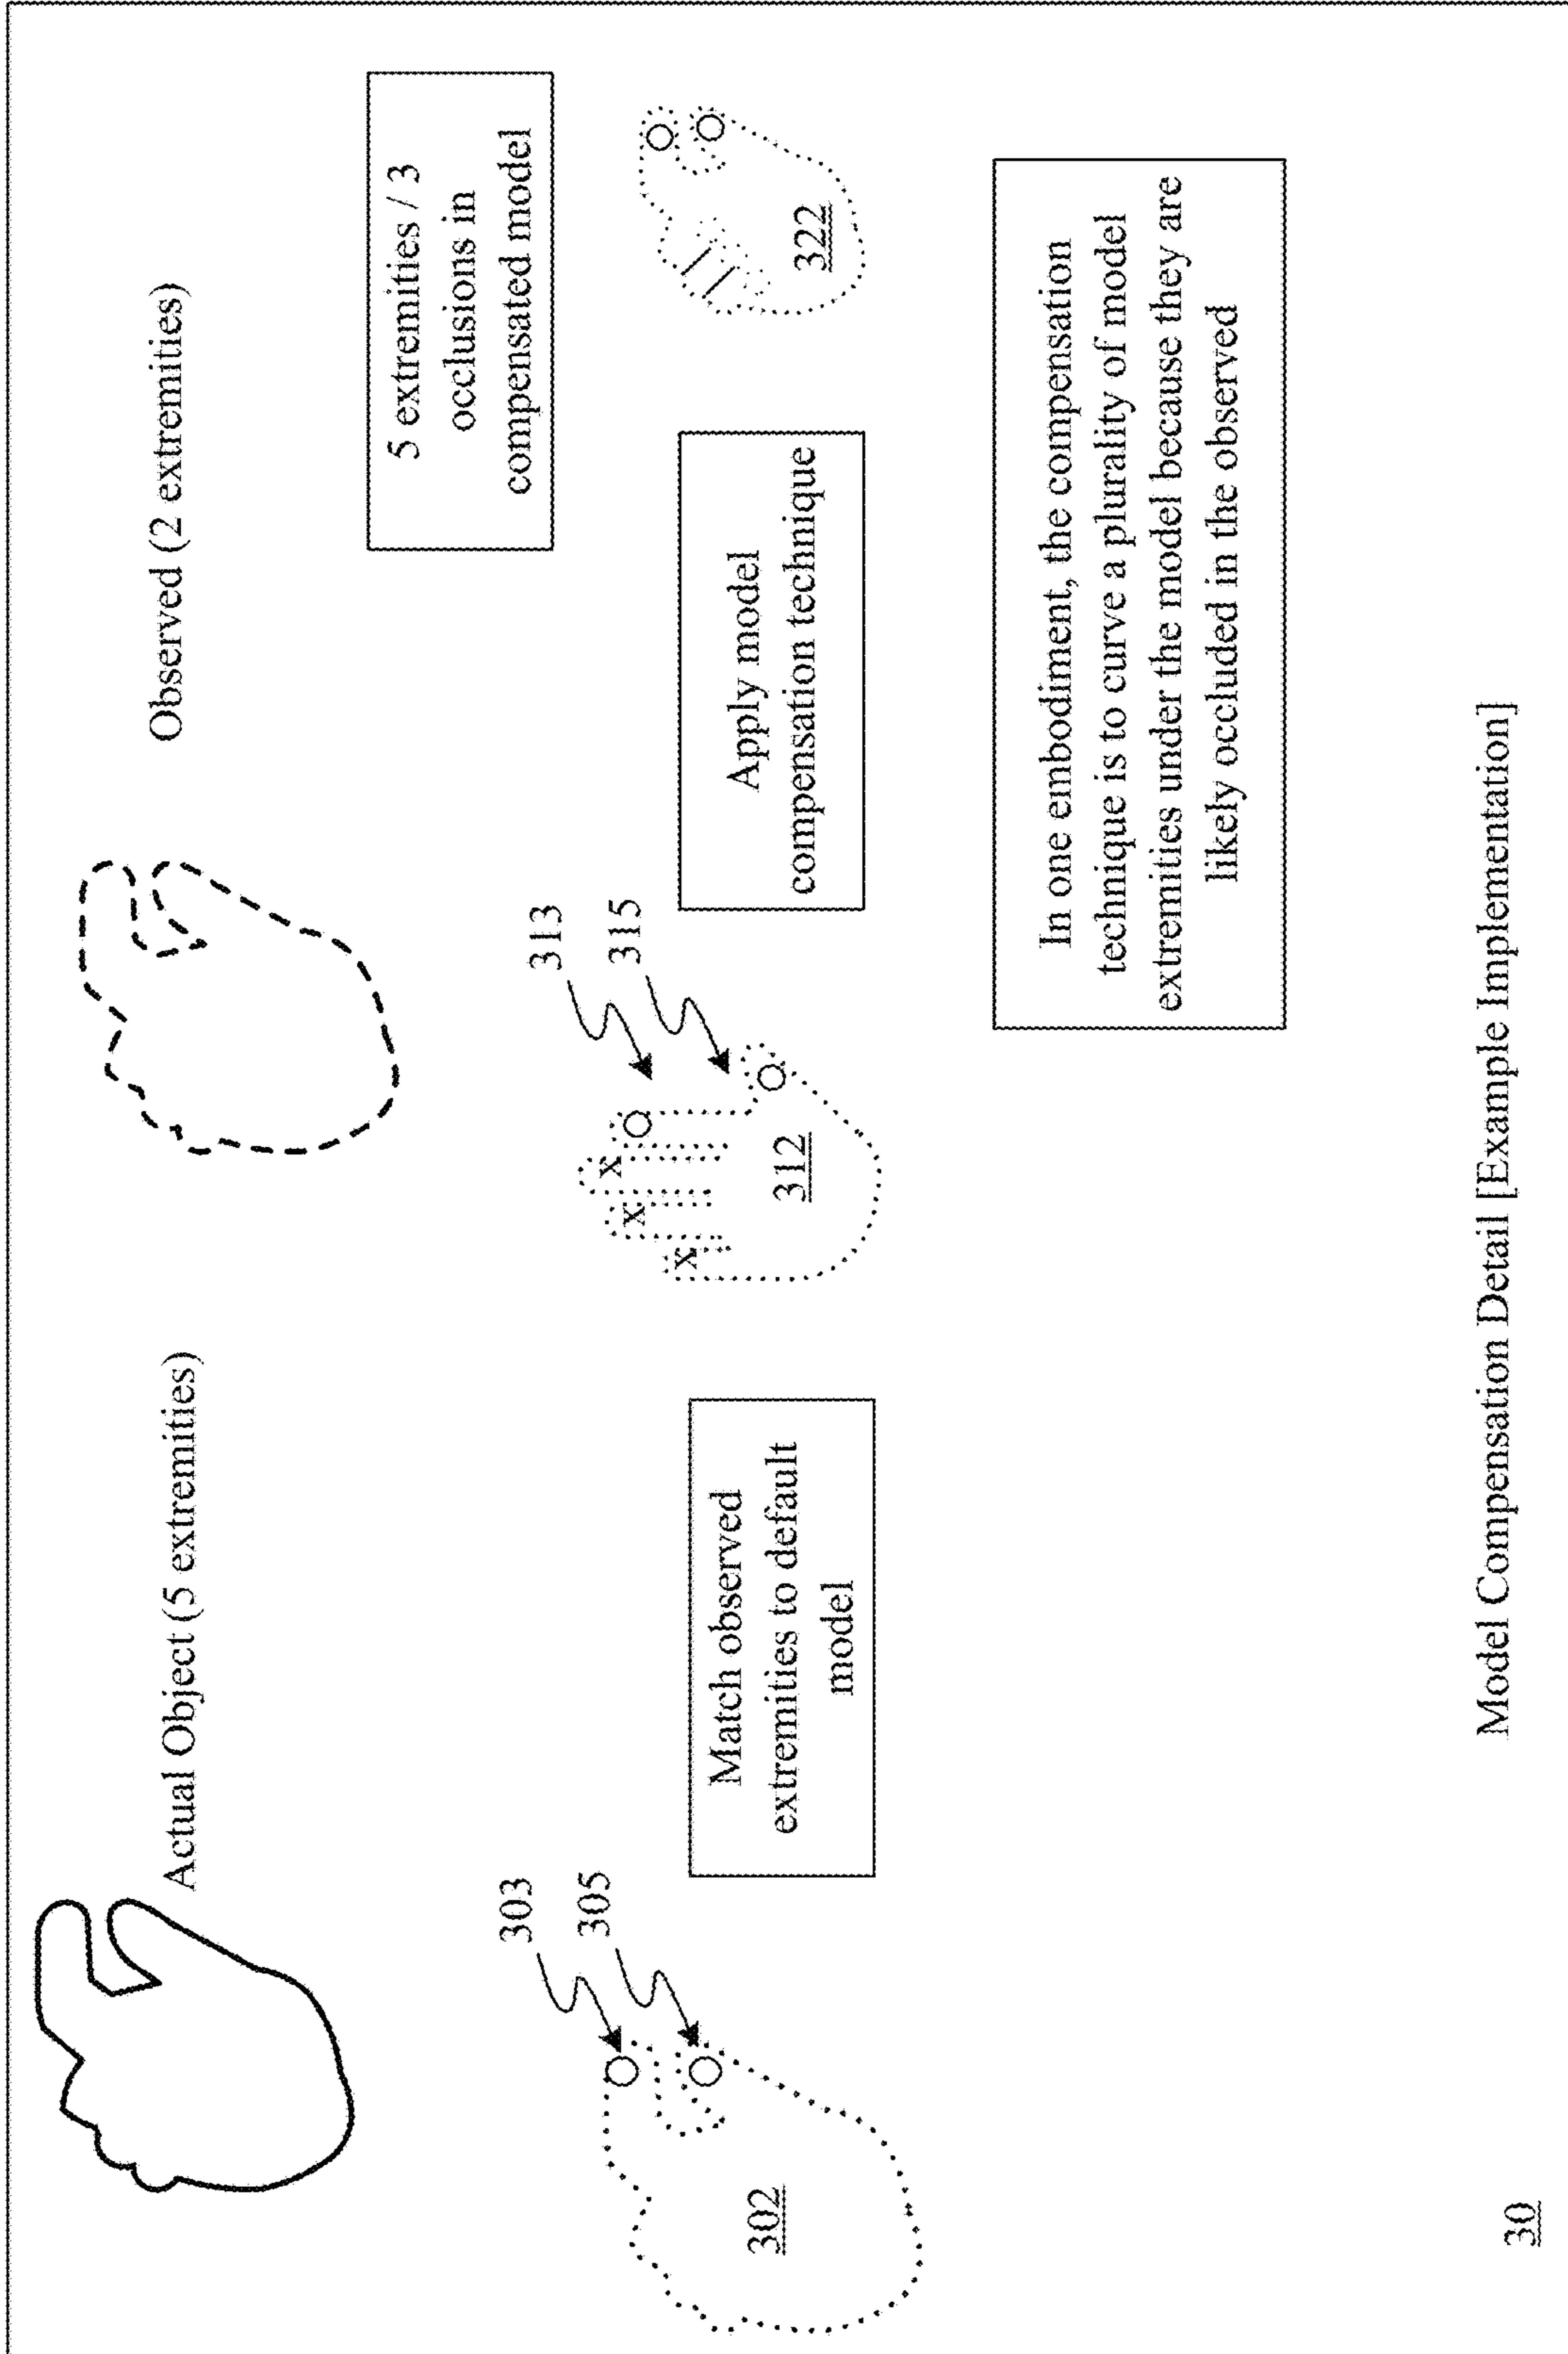 Actual Object (5 extremities)
Observed (2 extremities)
5 extremities / 3
occlusions in
compensated model
303
305
302
Match observed
extremities to default
model
313
315
x
x
x
312
Apply model
compensation technique
322
In one embodiment, the compensation
technique is to curve a plurality of model
extremities under the model because they are
likely occluded in the observed
Model Compensation Detail [Example Implementation]
30